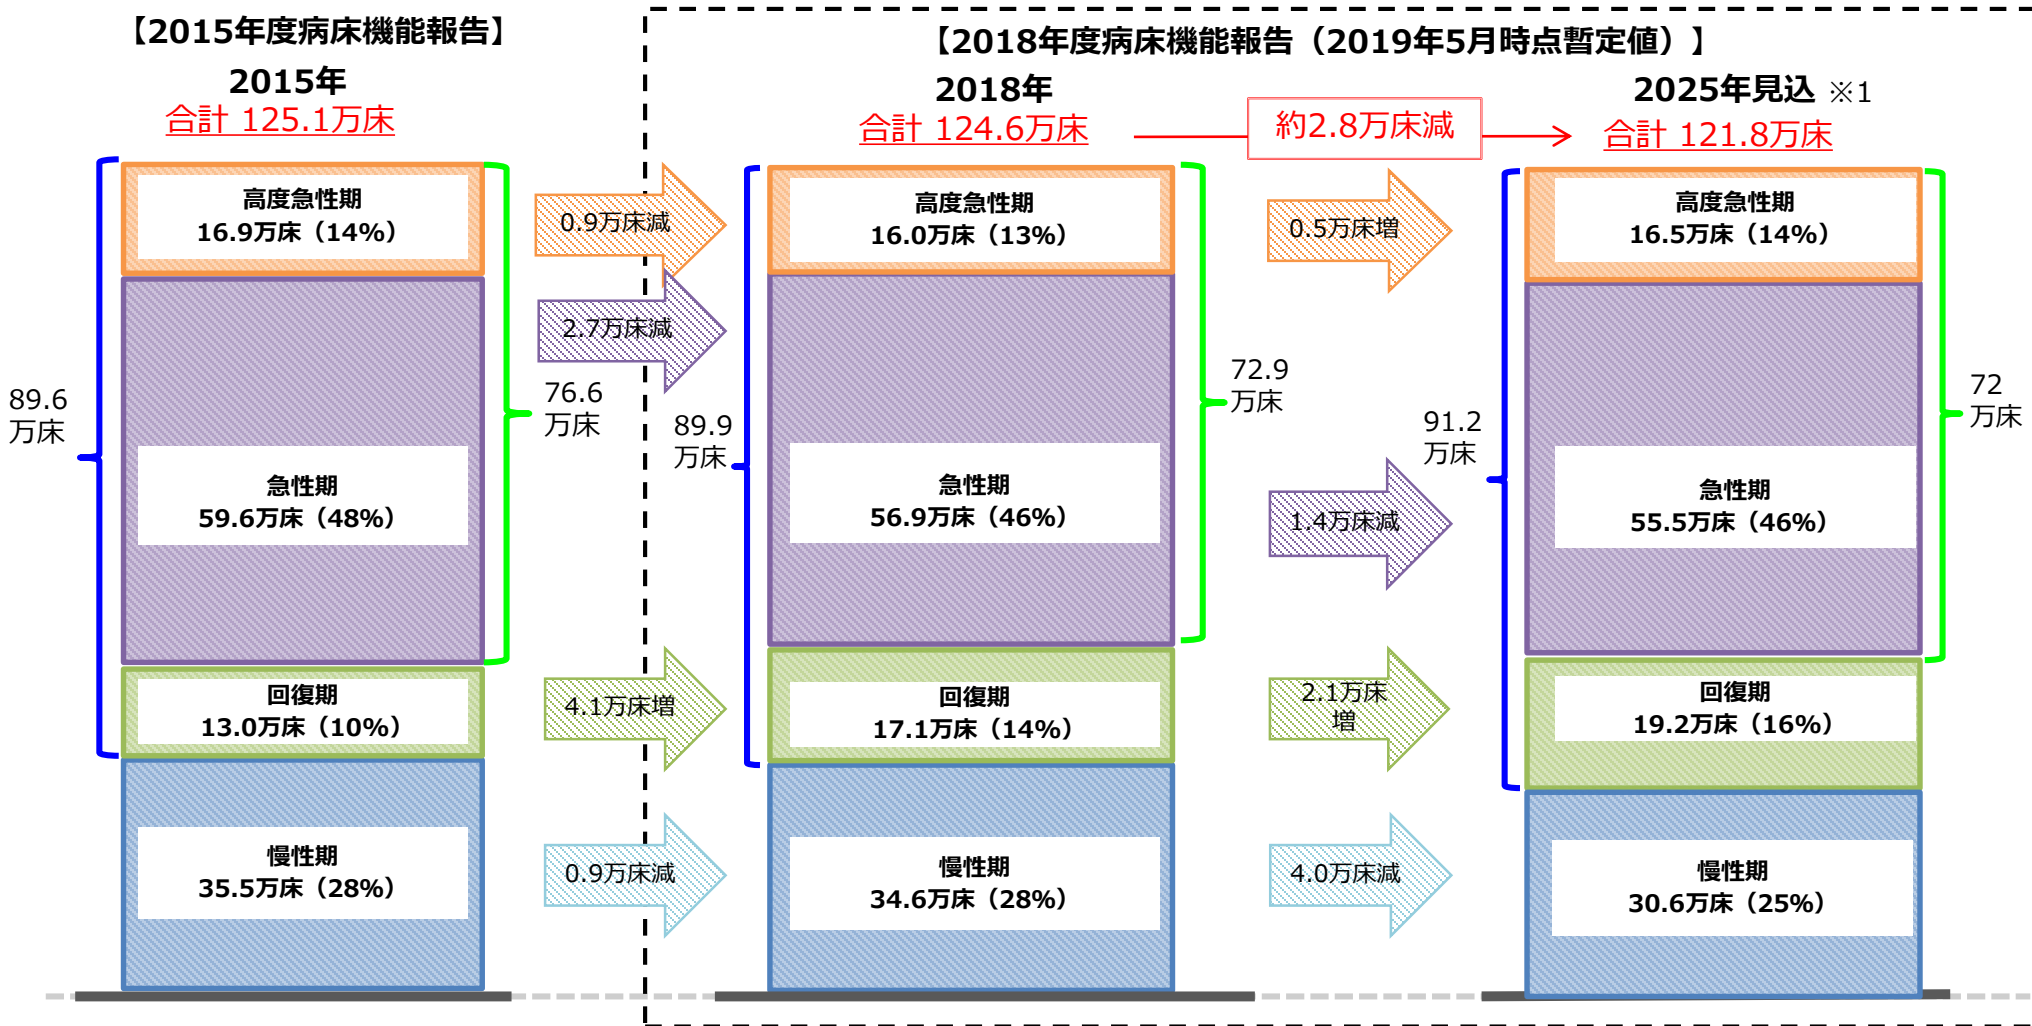 【2015年度病床機能報告】
2015年
合計 125.1万床
高度急性期
16.9万床（14%）
急性期
59.6万床（48%）
回復期
13.0万床（10%）
慢性期
35.5万床（28%）
89.6
万床
76.6
万床
0.9万床減
2.7万床減
4.1万床増
0.9万床減
【2018年度病床機能報告（2019年5月時点暫定値）】
2018年
合計 124.6万床
約2.8万床減
高度急性期
16.0万床（13%）
急性期
56.9万床（46%）
回復期
17.1万床（14%）
慢性期
34.6万床（28%）
89.9
万床
72.9
万床
0.5万床増
1.4万床減
2.1万床
増
4.0万床減
2025年見込 ※1
合計 121.8万床
高度急性期
16.5万床（14%）
急性期
55.5万床（46%）
回復期
19.2万床（16%）
慢性期
30.6万床（25%）
91.2
万床
72
万床